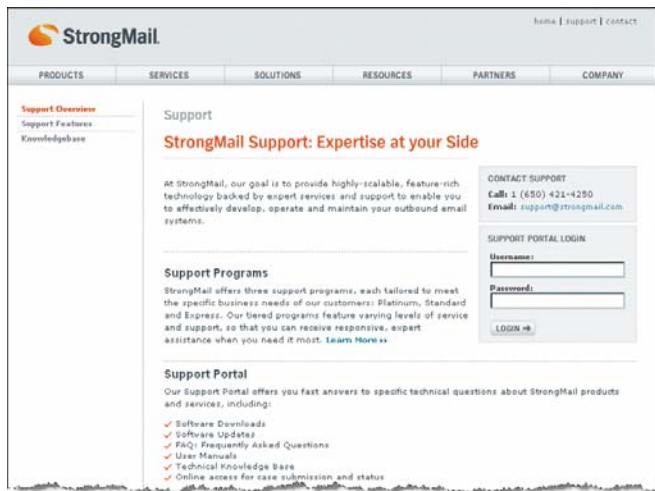 StrongMail
home | support | contact
PRODUCTS SERVICES SOLUTIONS RESOURCES PARTNERS COMPANY
Support Overview
Support Features
Knowledgebase
Support
StrongMail Support: Expertise at your Side
At StrongMail, our goal is to provide highly-scalable, feature-rich
technology backed by expert services and support to enable you
to effectively develop, operate and maintain your outbound email
systems.
CONTACT SUPPORT
Call: 1 (650) 421-4250
Email: support@strongmail.com
SUPPORT PORTAL LOGIN
Username:
Password:
LOGIN
Support Programs
StrongMail offers three support programs, each tailored to meet
the specific business needs of our customers: Platinum, Standard
and Express. Our tiered programs feature varying levels of service
and support, so that you can receive responsive, expert
assistance when you need it most. Learn More ››
Support Portal
Our Support Portal offers you fast answers to specific technical questions about StrongMail products
and services, including:
Software Downloads
Software Updates
FAQ: Frequently Asked Questions
User Manuals
Technical Knowledge Base
Online access for case submission and status